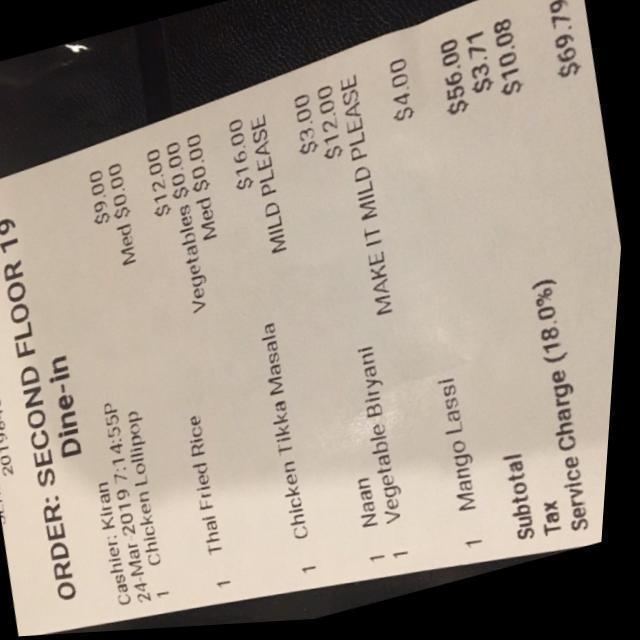 ORDER: SECOND FLOOR 19
Dine-in
Cashier: Kiran
24-Mar-2019 7:14:55P
1 Chicken Lollipop $9.00
Med $0.00
1 Thai Fried Rice $12.00
Vegetables $0.00
Med $0.00
1 Chicken Tikka Masala $16.00
MILD PLEASE
1 Naan $3.00
1 Vegetable Biryani $12.00
MAKE IT MILD PLEASE
1 Mango Lassi $4.00
Subtotal $56.00
Tax $3.71
Service Charge (18.0%) $10.08
$69.79